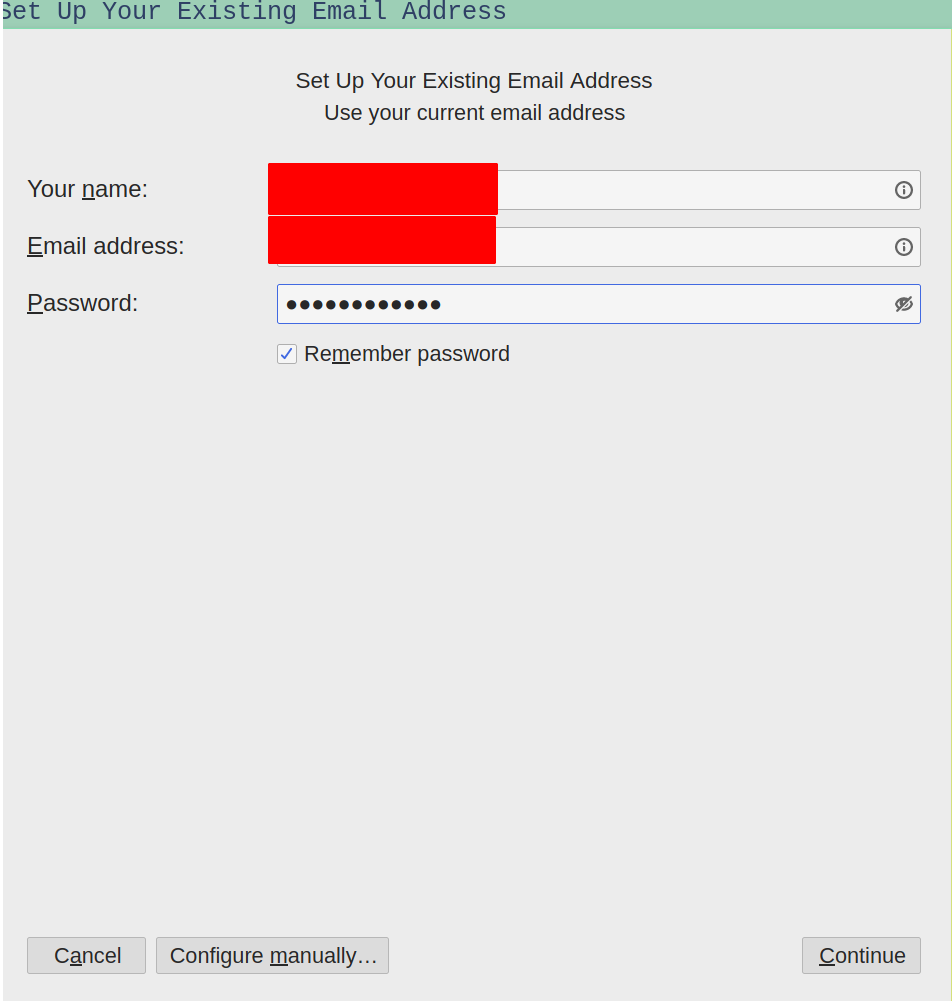 Set Up Your Existing Email Address
Set Up Your Existing Email Address
Use your current email address
Your name:
Email address:
Password:
●●●●●●●●●●●●
Remember password
Cancel
Configure manually…
Continue